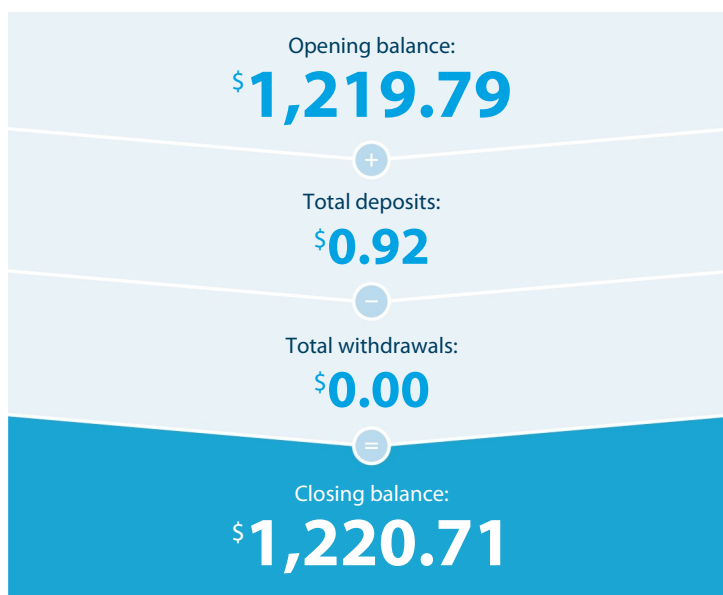 Opening balance:
$1,219.79
+
Total deposits:
$0.92
−
Total withdrawals:
$0.00
=
Closing balance:
$1,220.71